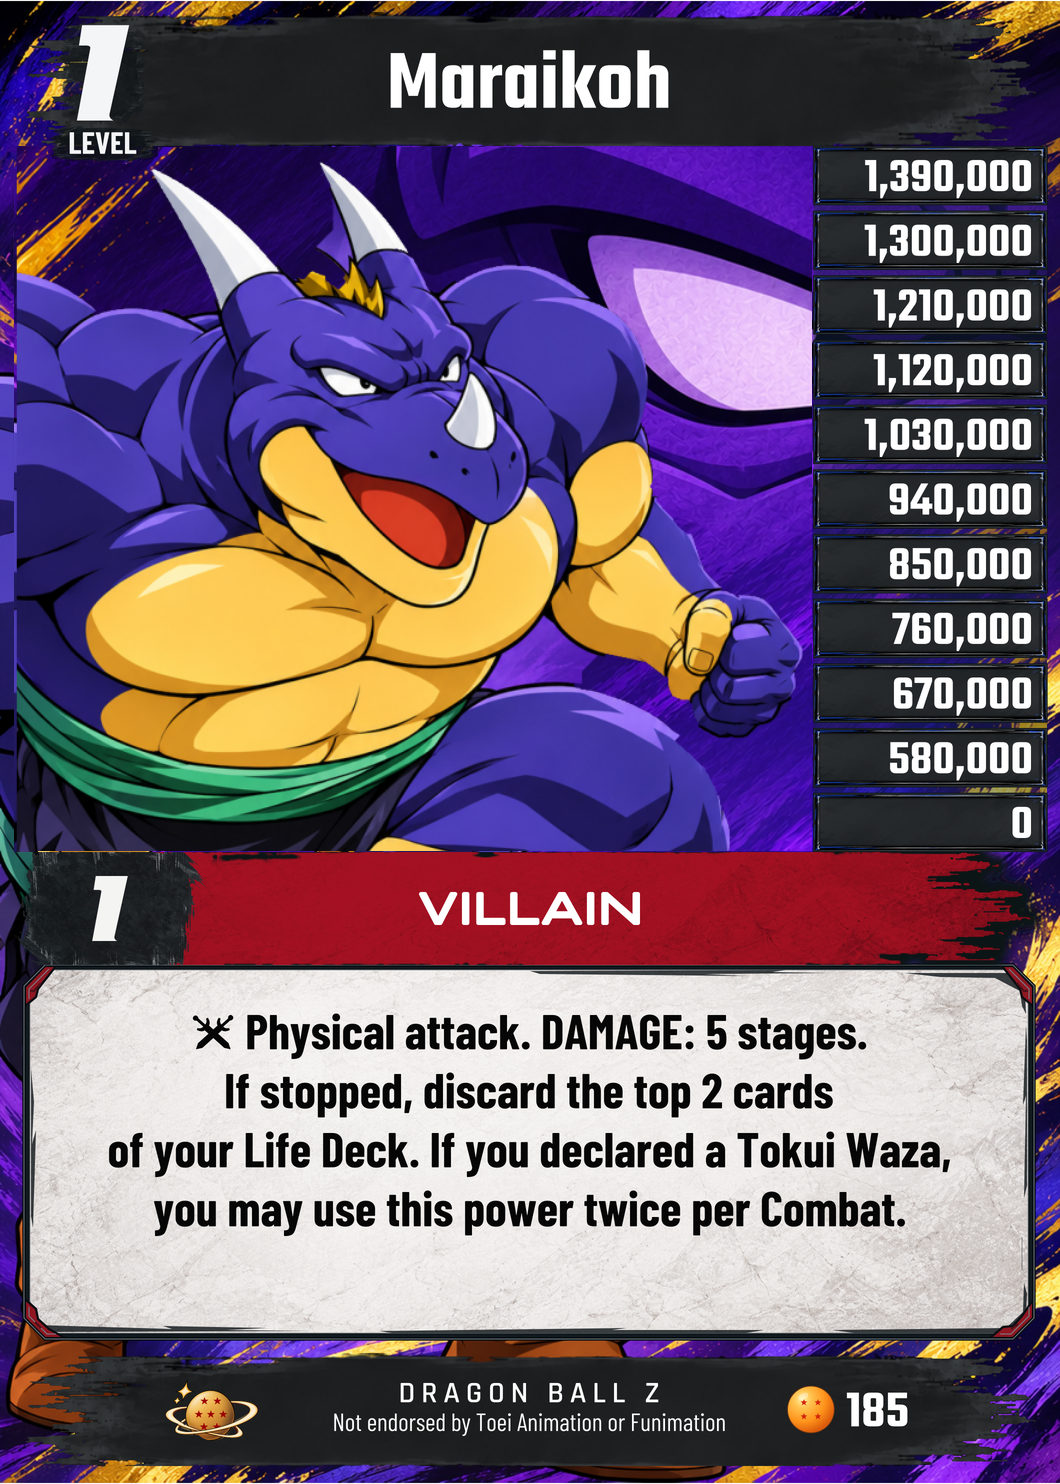 1
LEVEL
Maraikoh
1,390,000
1,300,000
1,210,000
1,120,000
1,030,000
940,000
850,000
760,000
670,000
580,000
0
1
VILLAIN
Physical attack. DAMAGE: 5 stages.
If stopped, discard the top 2 cards
of your Life Deck. If you declared a Tokui Waza,
you may use this power twice per Combat.
DRAGON BALL Z
Not endorsed by Toei Animation or Funimation
185